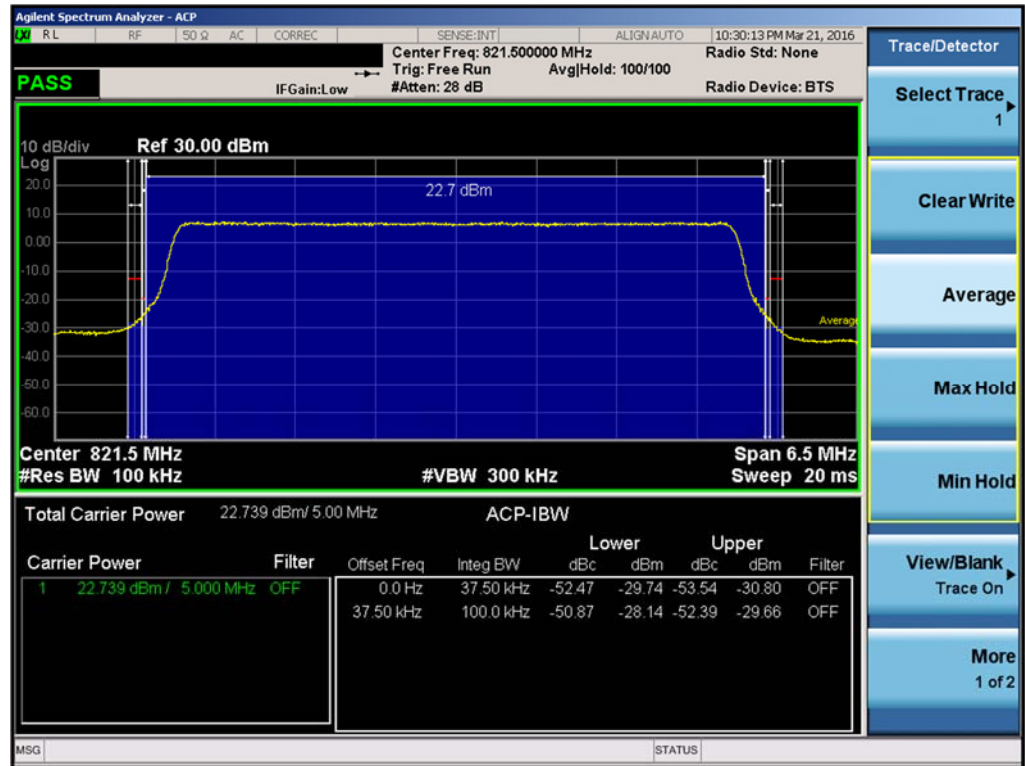 Agilent Spectrum Analyzer - ACP
LXI RL RF 50 Ω AC CORREC SENSE:INT ALIGNAUTO 10:30:13 PM Mar 21, 2016
Center Freq: 821.500000 MHz Radio Std: None
Trig: Free Run Avg|Hold: 100/100
PASS IFGain:Low #Atten: 28 dB Radio Device: BTS
10 dB/div Ref 30.00 dBm
Log
20.0
22.7 dBm
10.0
0.00
-10.0
-20.0
-30.0
Average
-40.0
-50.0
-60.0
Center 821.5 MHz Span 6.5 MHz
#Res BW 100 kHz #VBW 300 kHz Sweep 20 ms
Total Carrier Power 22.739 dBm/ 5.00 MHz ACP-IBW
Lower Upper
Carrier Power Filter Offset Freq Integ BW dBc dBm dBc dBm Filter
1 22.739 dBm / 5.000 MHz OFF 0.0 Hz 37.50 kHz -52.47 -29.74 -53.54 -30.80 OFF
37.50 kHz 100.0 kHz -50.87 -28.14 -52.39 -29.66 OFF
MSG STATUS
Trace/Detector
Select Trace
1
Clear Write
Average
Max Hold
Min Hold
View/Blank
Trace On
More
1 of 2